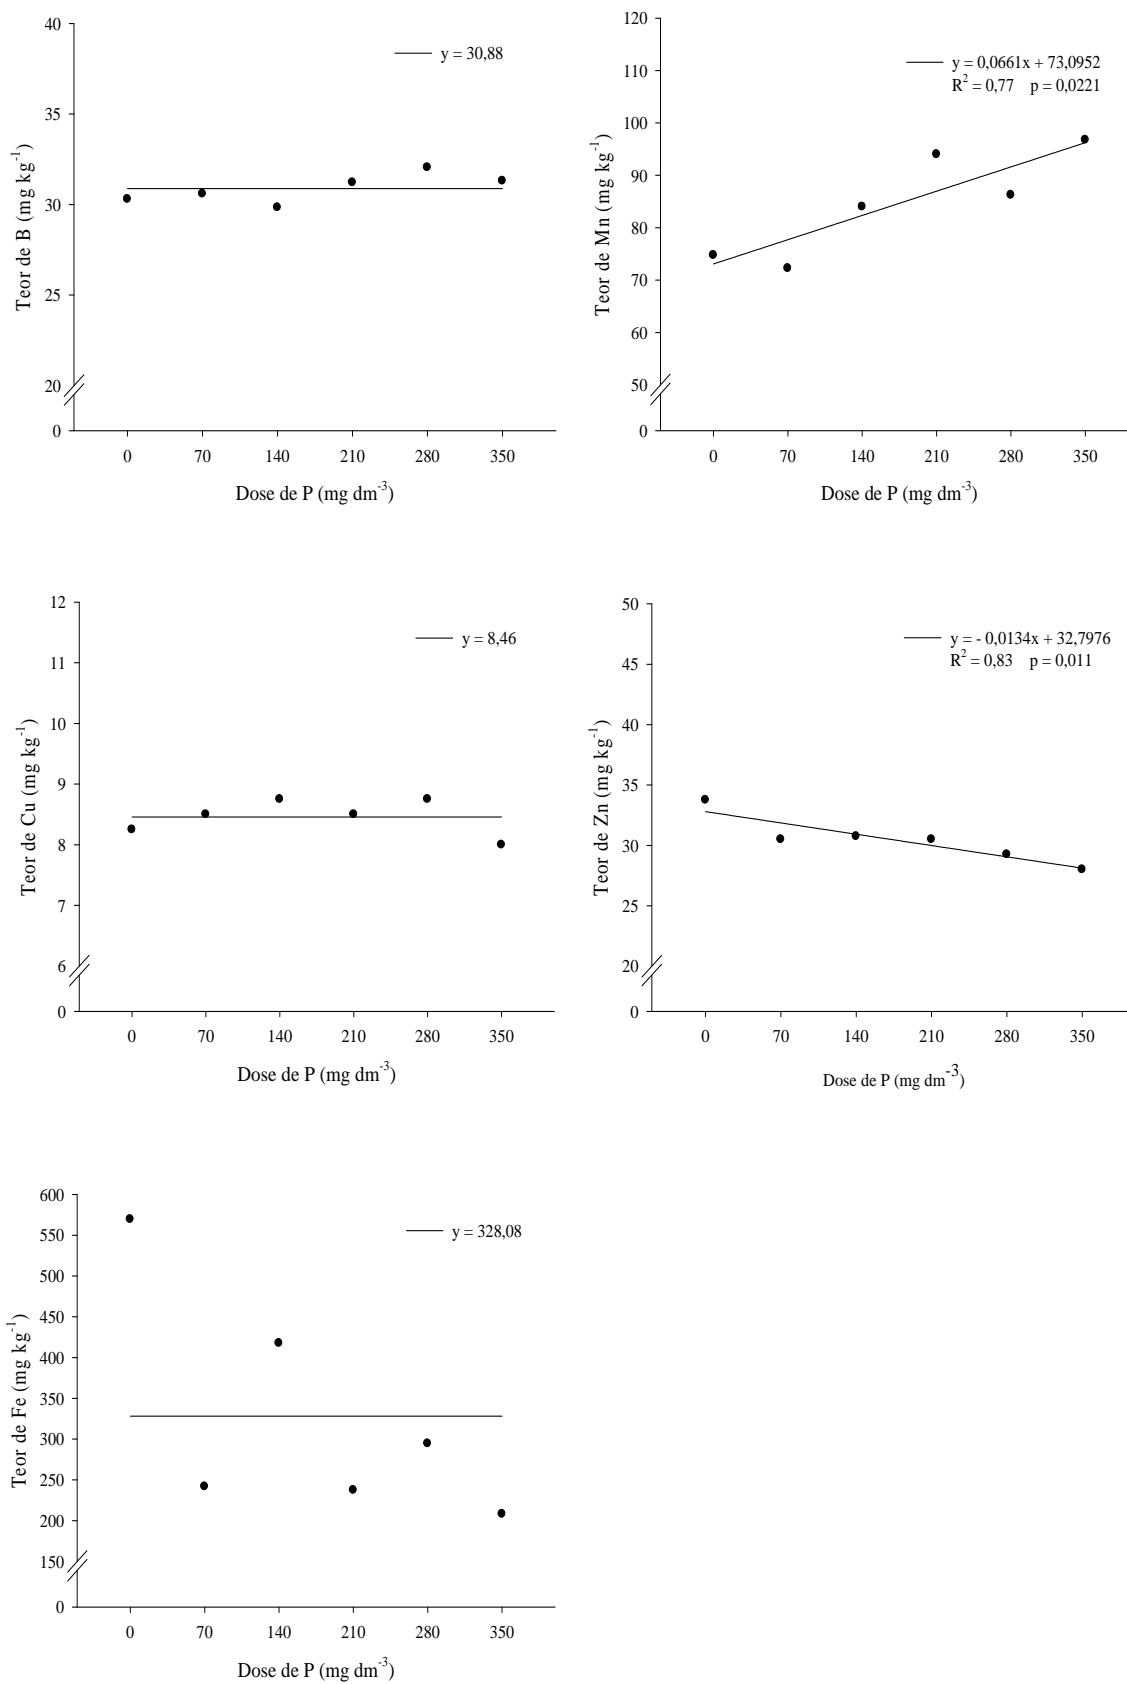 40
35
30
25
20
0
Teor de B (mg kg⁻¹)
y = 30,88
0 70 140 210 280 350
Dose de P (mg dm⁻³)
120
110
100
90
80
70
60
50
0
Teor de Mn (mg kg⁻¹)
y = 0,0661x + 73,0952
R² = 0,77 p = 0,0221
0 70 140 210 280 350
Dose de P (mg dm⁻³)
12
11
10
9
8
7
6
0
Teor de Cu (mg kg⁻¹)
y = 8,46
0 70 140 210 280 350
Dose de P (mg dm⁻³)
50
45
40
35
30
25
20
0
Teor de Zn (mg kg⁻¹)
y = - 0,0134x + 32,7976
R² = 0,83 p = 0,011
0 70 140 210 280 350
Dose de P (mg dm⁻³)
600
550
500
450
400
350
300
250
200
150
0
Teor de Fe (mg kg⁻¹)
y = 328,08
0 70 140 210 280 350
Dose de P (mg dm⁻³)